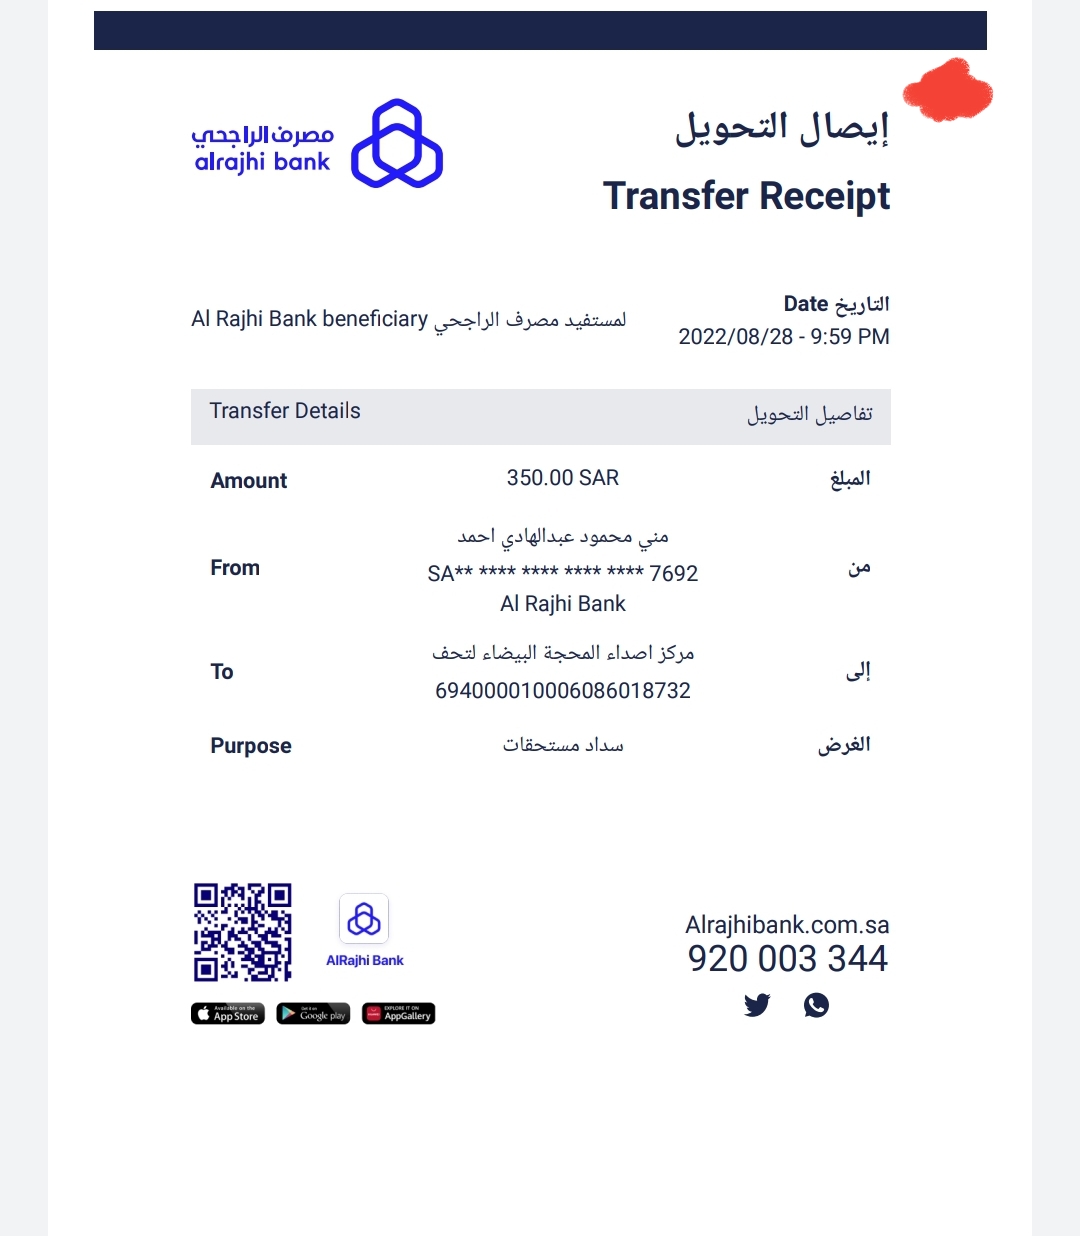 مصرف الراجحي
alrajhi bank
إيصال التحويل
Transfer Receipt
Al Rajhi Bank beneficiary لمستفيد مصرف الراجحي
Date التاريخ
2022/08/28 - 9:59 PM
Transfer Details تفاصيل التحويل
Amount 350.00 SAR المبلغ
مني محمود عبدالهادي احمد
From SA** **** **** **** **** 7692 من
Al Rajhi Bank
مركز اصداء المحجة البيضاء لتحف
To 694000010006086018732 إلى
Purpose سداد مستحقات الغرض
AlRajhi Bank
Available on the App Store
Get it on Google play
EXPLORE IT ON AppGallery
Alrajhibank.com.sa
920 003 344